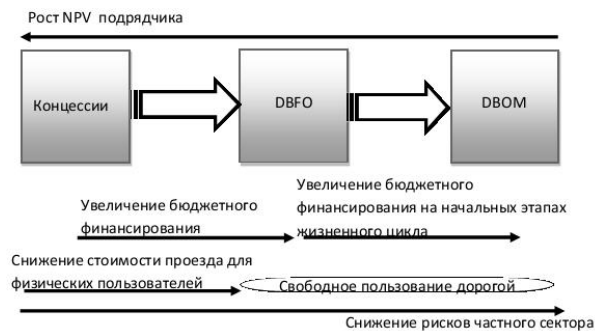 Рост NPV подрядчика
Концессии
DBFO
DBOM
Увеличение бюджетного
финансирования
Увеличение бюджетного
финансирования на начальных этапах
жизненного цикла
Снижение стоимости проезда для
физических пользователей
Свободное пользование дорогой
Снижение рисков частного сектора